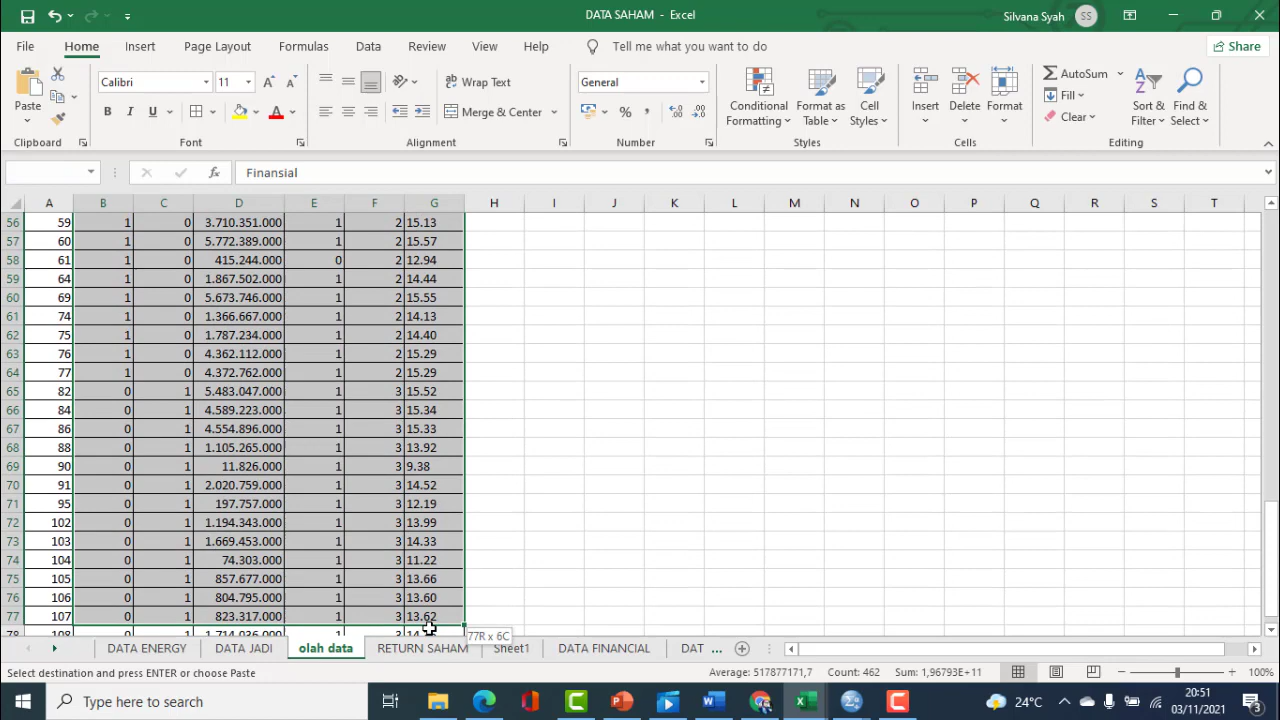 DATA SAHAM - Excel
Silvana Syah SS
File Home Insert Page Layout Formulas Data Review View Help Tell me what you want to do Share
Paste Calibri 11 Wrap Text General Conditional Formatting Format as Table Cell Styles Insert Delete Format AutoSum Sort & Filter Find & Select
B I U A Merge & Center % , Fill
Clear
Clipboard Font Alignment Number Styles Cells Editing
fx Finansial
A B C D E F G H I J K L M N O P Q R S T
56 59 1 0 3.710.351.000 1 2 15.13
57 60 1 0 5.772.389.000 1 2 15.57
58 61 1 0 415.244.000 0 2 12.94
59 64 1 0 1.867.502.000 1 2 14.44
60 69 1 0 5.673.746.000 1 2 15.55
61 74 1 0 1.366.667.000 1 2 14.13
62 75 1 0 1.787.234.000 1 2 14.40
63 76 1 0 4.362.112.000 1 2 15.29
64 77 1 0 4.372.762.000 1 2 15.29
65 82 0 1 5.483.047.000 1 3 15.52
66 84 0 1 4.589.223.000 1 3 15.34
67 86 0 1 4.554.896.000 1 3 15.33
68 88 0 1 1.105.265.000 1 3 13.92
69 90 0 1 11.826.000 1 3 9.38
70 91 0 1 2.020.759.000 1 3 14.52
71 95 0 1 197.757.000 1 3 12.19
72 102 0 1 1.194.343.000 1 3 13.99
73 103 0 1 1.669.453.000 1 3 14.33
74 104 0 1 74.303.000 1 3 11.22
75 105 0 1 857.677.000 1 3 13.66
76 106 0 1 804.795.000 1 3 13.60
77 107 0 1 823.317.000 1 3 13.62
78 108 0 1 1.714.036.000 1 3
77R x 6C
DATA ENERGY DATA JADI olah data RETURN SAHAM Sheet1 DATA FINANCIAL DAT ...
Select destination and press ENTER or choose Paste Average: 517877171,7 Count: 462 Sum: 1,96793E+11 100%
Type here to search 24°C 20:51
03/11/2021 3